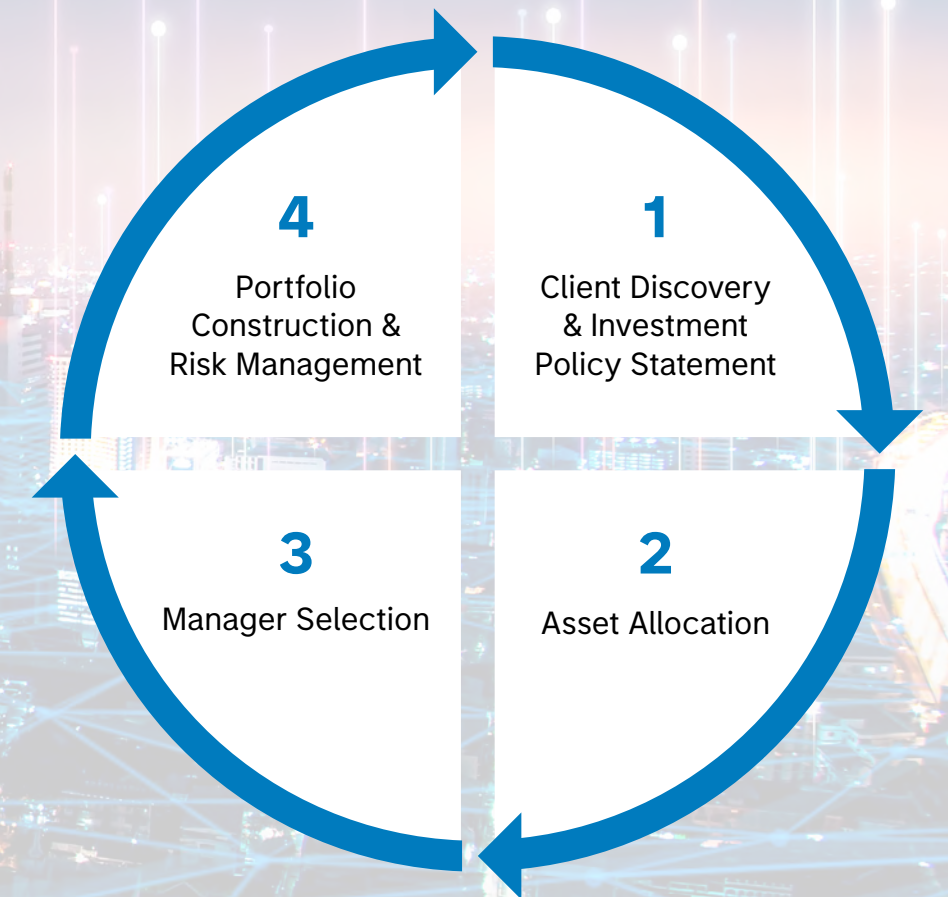 4
Portfolio
Construction &
Risk Management
1
Client Discovery
& Investment
Policy Statement
3
Manager Selection
2
Asset Allocation